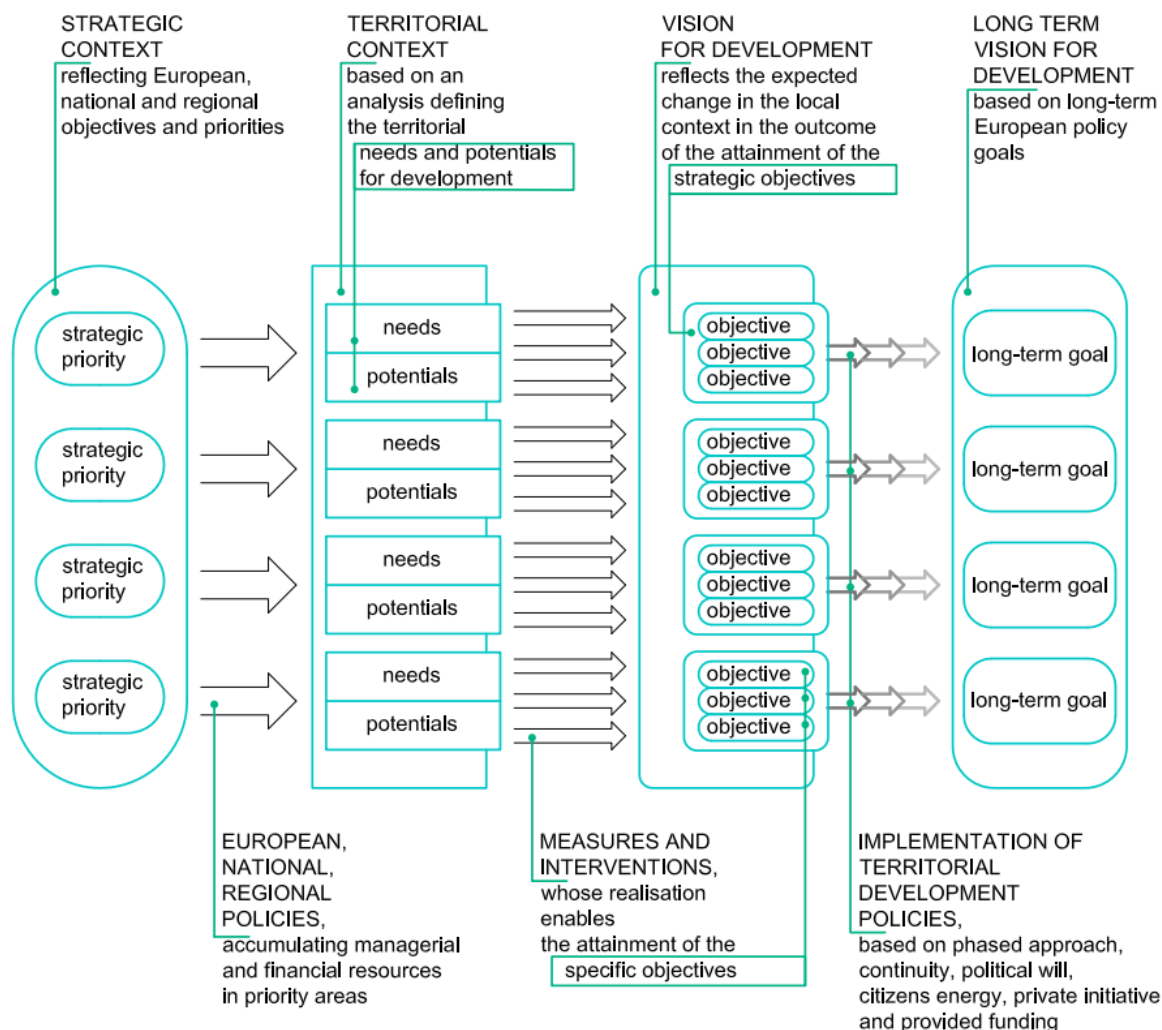 STRATEGIC
CONTEXT
reflecting European,
national and regional
objectives and priorities
TERRITORIAL
CONTEXT
based on an
analysis defining
the territorial
needs and potentials
for development
VISION
FOR DEVELOPMENT
reflects the expected
change in the local
context in the outcome
of the attainment of the
strategic objectives
LONG TERM
VISION FOR
DEVELOPMENT
based on long-term
European policy
goals
strategic
priority
needs
potentials
objective
objective
objective
long-term goal
strategic
priority
needs
potentials
objective
objective
objective
long-term goal
strategic
priority
needs
potentials
objective
objective
objective
long-term goal
strategic
priority
needs
potentials
objective
objective
objective
long-term goal
EUROPEAN,
NATIONAL,
REGIONAL
POLICIES,
accumulating managerial
and financial resources
in priority areas
MEASURES AND
INTERVENTIONS,
whose realisation
enables
the attainment of the
specific objectives
IMPLEMENTATION OF
TERRITORIAL
DEVELOPMENT
POLICIES,
based on phased approach,
continuity, political will,
citizens energy, private initiative
and provided funding